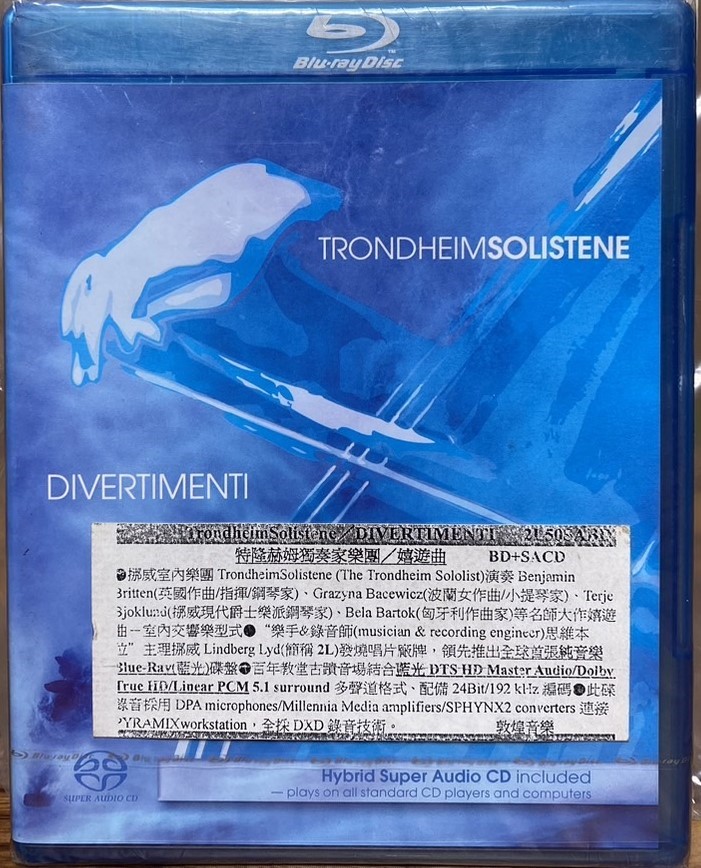 Blu-ray Disc
TRONDHEIMSOLISTENE
DIVERTIMENTI
TrondheimSolistene／DIVERTIMENTI 2L50SABD
特隆赫姆獨奏家樂團／嬉遊曲 BD+SACD
挪威室內樂團 TrondheimSolistene (The Trondheim Sololist)演奏 Benjamin
Britten(英國作曲/指揮/鋼琴家)、Grazyna Bacewicz(波蘭女作曲/小提琴家)、Terje
Bjoklund(挪威現代爵士樂派鋼琴家)、Bela Bartok(匈牙利作曲家)等名師大作嬉遊
曲－室內交響樂型式●“樂手&錄音師(musician & recording engineer)思維本
立”主理挪威 Lindberg Lyd(簡稱 2L)發燒唱片廠牌，領先推出全球首張純音樂
Blue-Ray(藍光)碟盤●百年教堂古蹟音場結合藍光 DTS HD Master Audio/Dolby
True HD/Linear PCM 5.1 surround 多聲道格式、配備 24Bit/192 kHz 編碼●此碟
錄音採用 DPA microphones/Millennia Media amplifiers/SPHYNX2 converters 連接
PYRAMIXworkstation，全採 DXD 錄音技術。 敦煌音樂
SUPER AUDIO CD
Hybrid Super Audio CD included
— plays on all standard CD players and computers